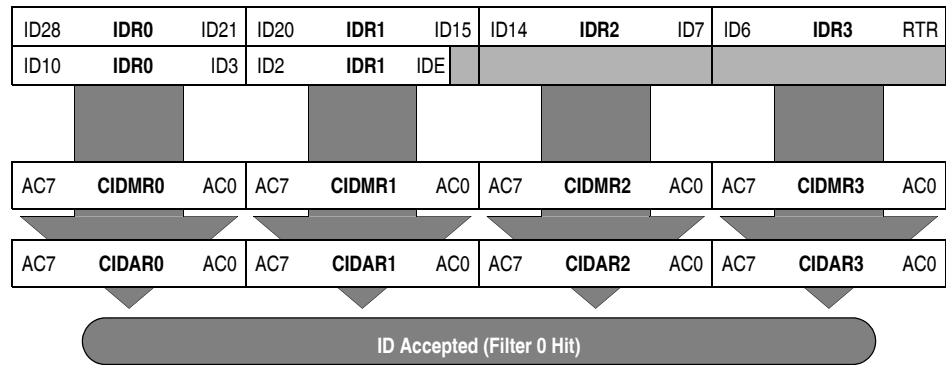 ID28 IDR0 ID21 ID20 IDR1 ID15 ID14 IDR2 ID7 ID6 IDR3 RTR
ID10 IDR0 ID3 ID2 IDR1 IDE
AC7 CIDMR0 AC0 AC7 CIDMR1 AC0 AC7 CIDMR2 AC0 AC7 CIDMR3 AC0
AC7 CIDAR0 AC0 AC7 CIDAR1 AC0 AC7 CIDAR2 AC0 AC7 CIDAR3 AC0
ID Accepted (Filter 0 Hit)